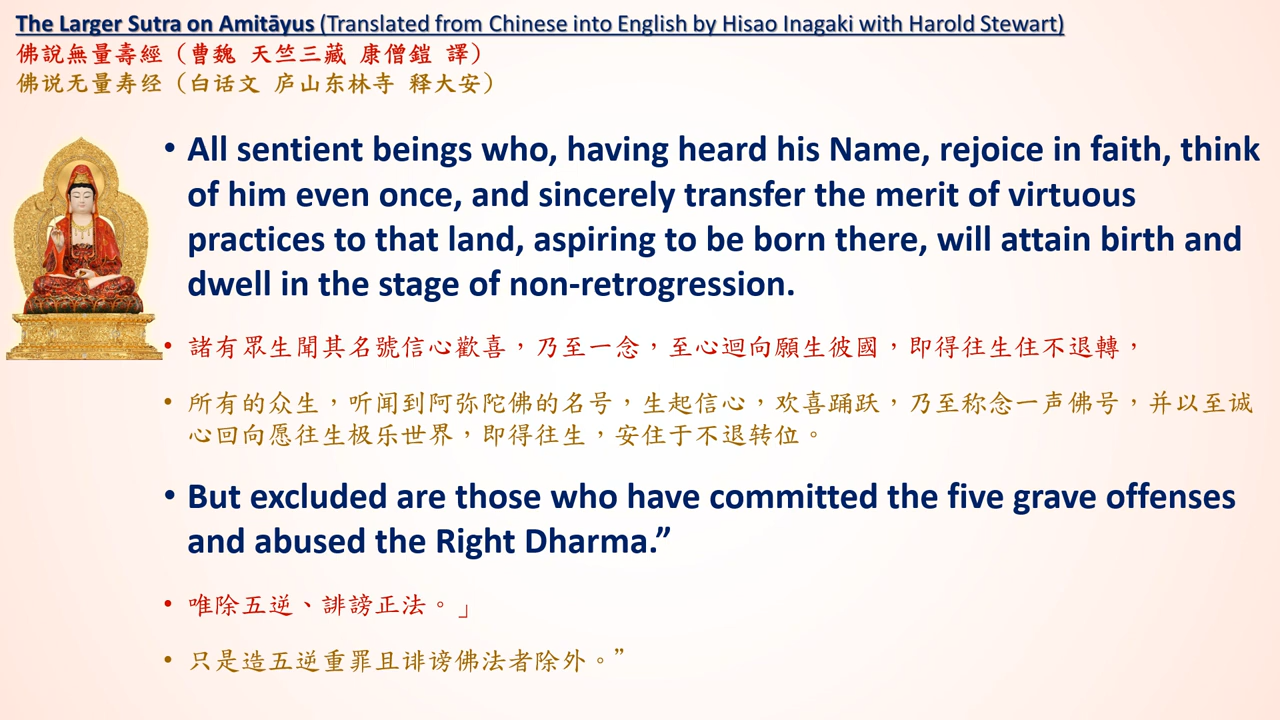 The Larger Sutra on Amitāyus (Translated from Chinese into English by Hisao Inagaki with Harold Stewart)
佛說無量壽經（曹魏 天竺三藏 康僧鎧 譯）
佛说无量寿经（白话文 庐山东林寺 释大安）
• All sentient beings who, having heard his Name, rejoice in faith, think
of him even once, and sincerely transfer the merit of virtuous
practices to that land, aspiring to be born there, will attain birth and
dwell in the stage of non-retrogression.
• 諸有眾生聞其名號信心歡喜，乃至一念，至心迴向願生彼國，即得往生住不退轉，
• 所有的众生，听闻到阿弥陀佛的名号，生起信心，欢喜踊跃，乃至称念一声佛号，并以至诚
心回向愿往生极乐世界，即得往生，安住于不退转位。
• But excluded are those who have committed the five grave offenses
and abused the Right Dharma.”
• 唯除五逆、誹謗正法。」
• 只是造五逆重罪且诽谤佛法者除外。”